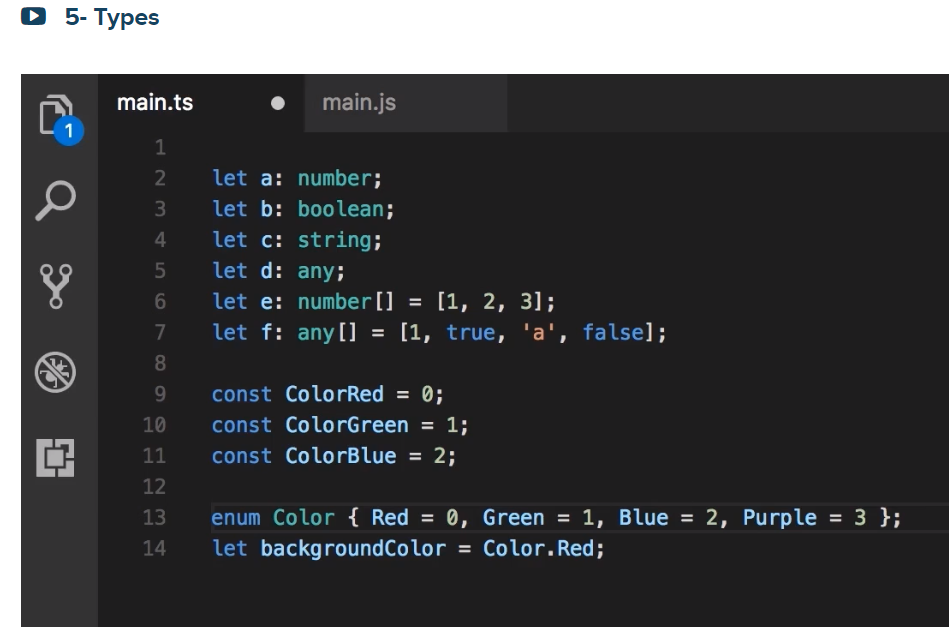 5- Types
main.ts main.js
1
1
2 let a: number;
3 let b: boolean;
4 let c: string;
5 let d: any;
6 let e: number[] = [1, 2, 3];
7 let f: any[] = [1, true, 'a', false];
8
9 const ColorRed = 0;
10 const ColorGreen = 1;
11 const ColorBlue = 2;
12
13 enum Color { Red = 0, Green = 1, Blue = 2, Purple = 3 };
14 let backgroundColor = Color.Red;